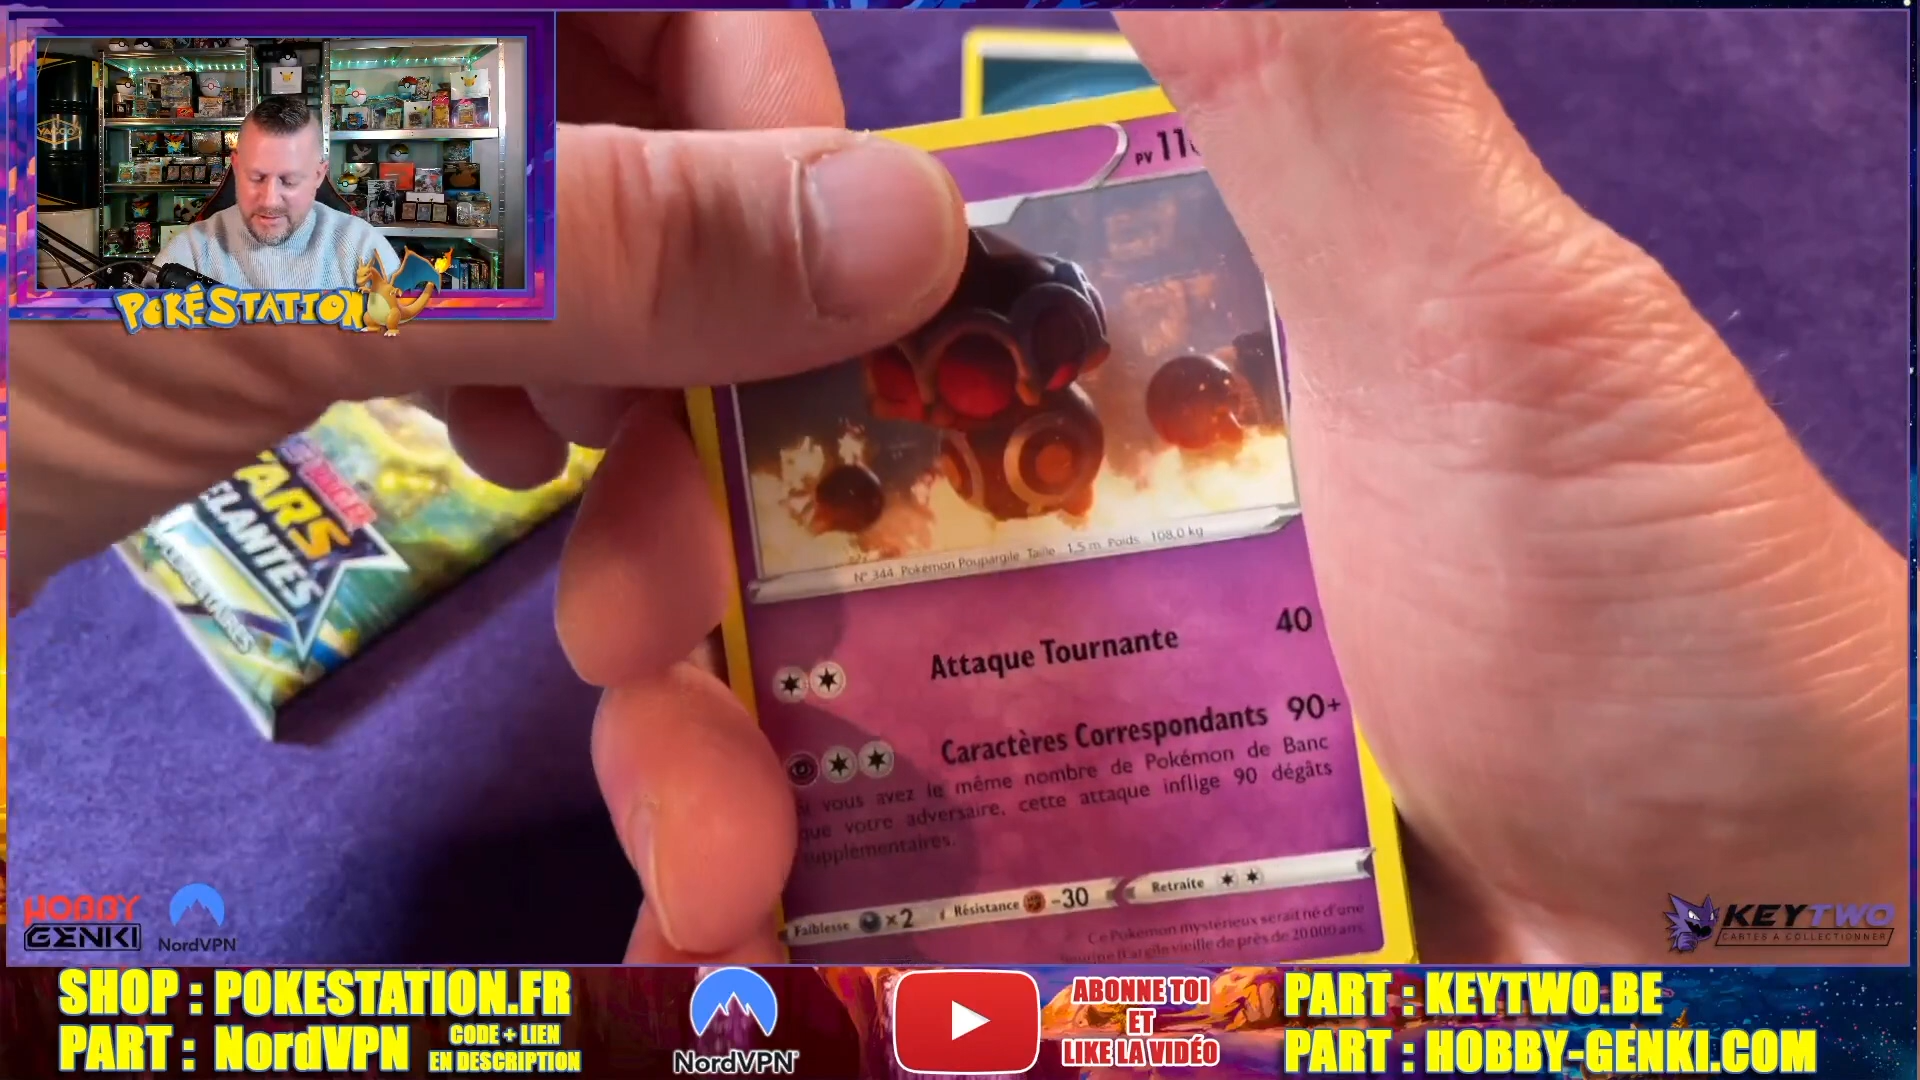 YAGOO
POKÉSTATION
PV 11
N° 344 Pokémon Poupargile Taille 1.5 m Poids 108.0 kg
Attaque Tournante 40
Caractères Correspondants 90+
vous avez le même nombre de Pokémon de Banc
que votre adversaire, cette attaque inflige 90 dégâts
supplémentaires.
Faiblesse ×2 Résistance -30 Retraite
Ce Pokémon mystérieux serait né d'une
figurine d'argile vieille de près de 20 000 ans
HOBBY
GENKI
NordVPN
KEYTWO
CARTES A COLLECTIONNER
SHOP : POKESTATION.FR
PART : NordVPN
CODE + LIEN
EN DESCRIPTION
NordVPN®
ABONNE TOI
ET
LIKE LA VIDÉO
PART : KEYTWO.BE
PART : HOBBY-GENKI.COM